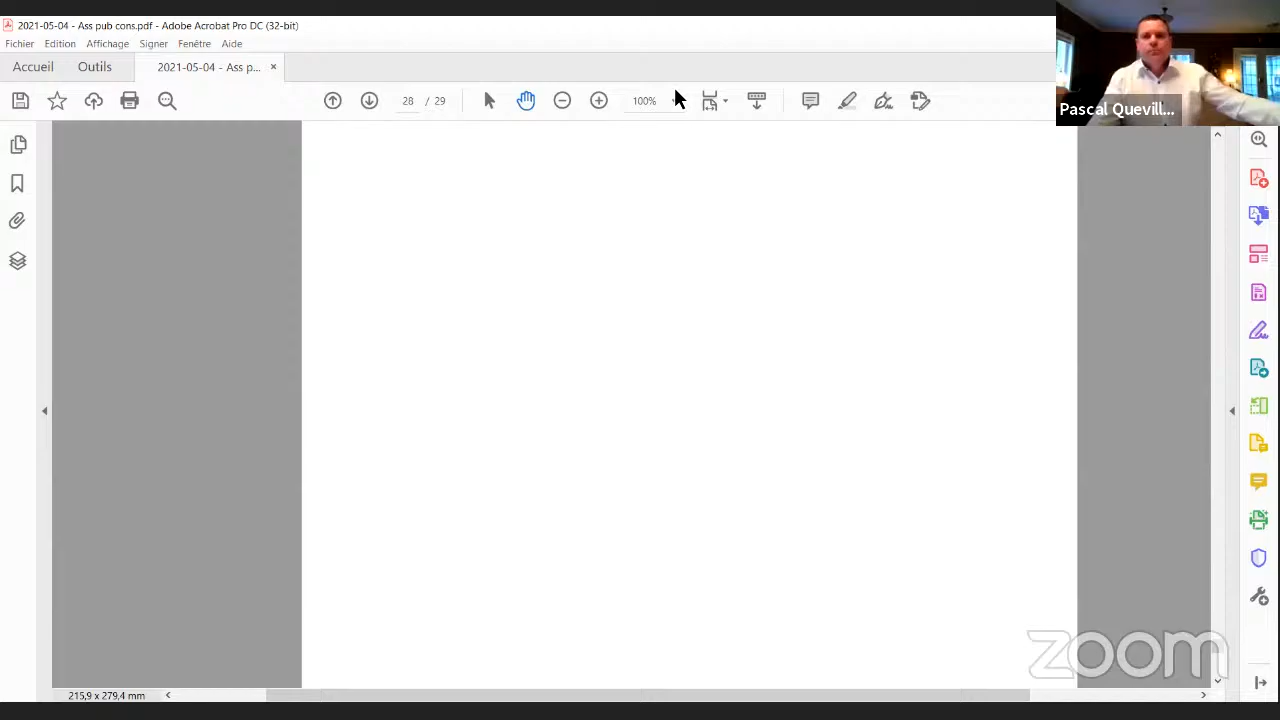 2021-05-04 - Ass pub cons.pdf - Adobe Acrobat Pro DC (32-bit)
Fichier Edition Affichage Signer Fenêtre Aide
Accueil Outils 2021-05-04 - Ass p... ×
28 / 29 100%
Pascal Quevill...
zoom
215,9 x 279,4 mm